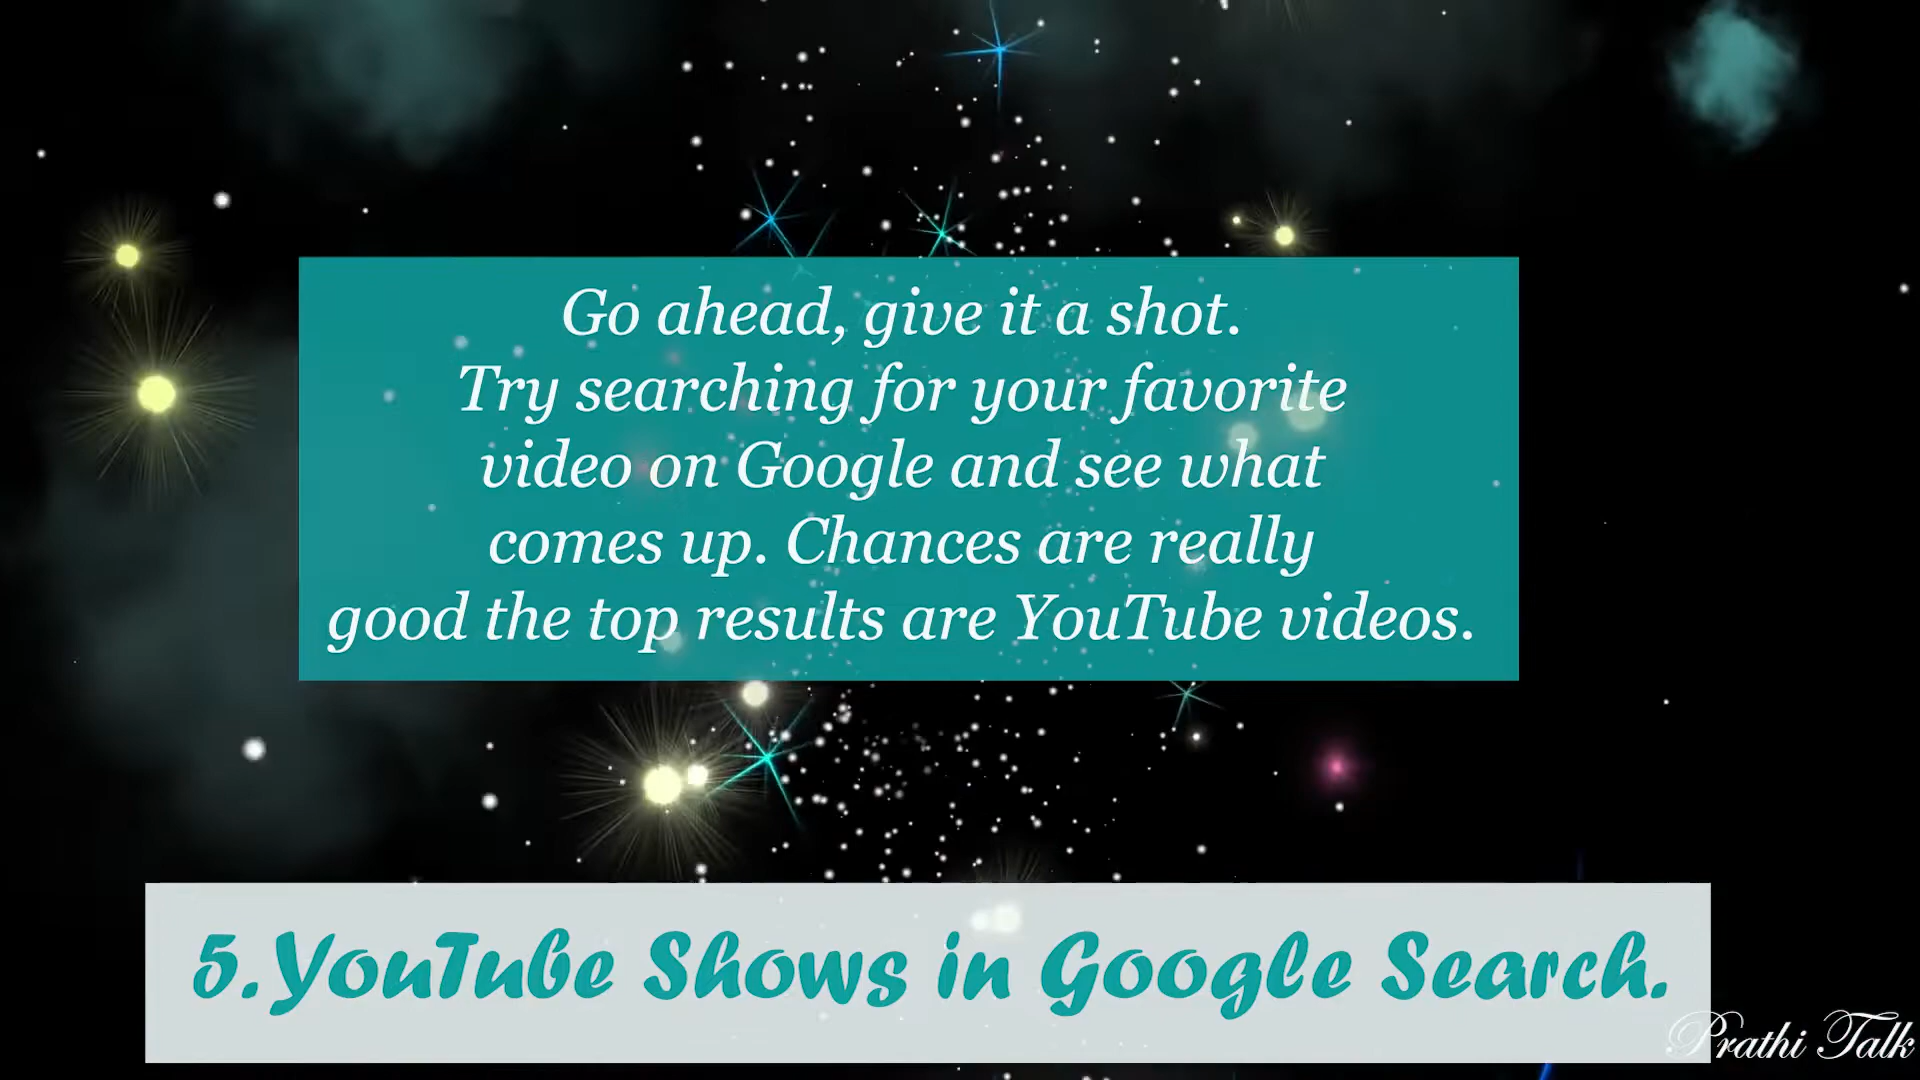 Go ahead, give it a shot.
Try searching for your favorite
video on Google and see what
comes up. Chances are really
good the top results are YouTube videos.
5.YouTube Shows in Google Search.
Prathi Talk